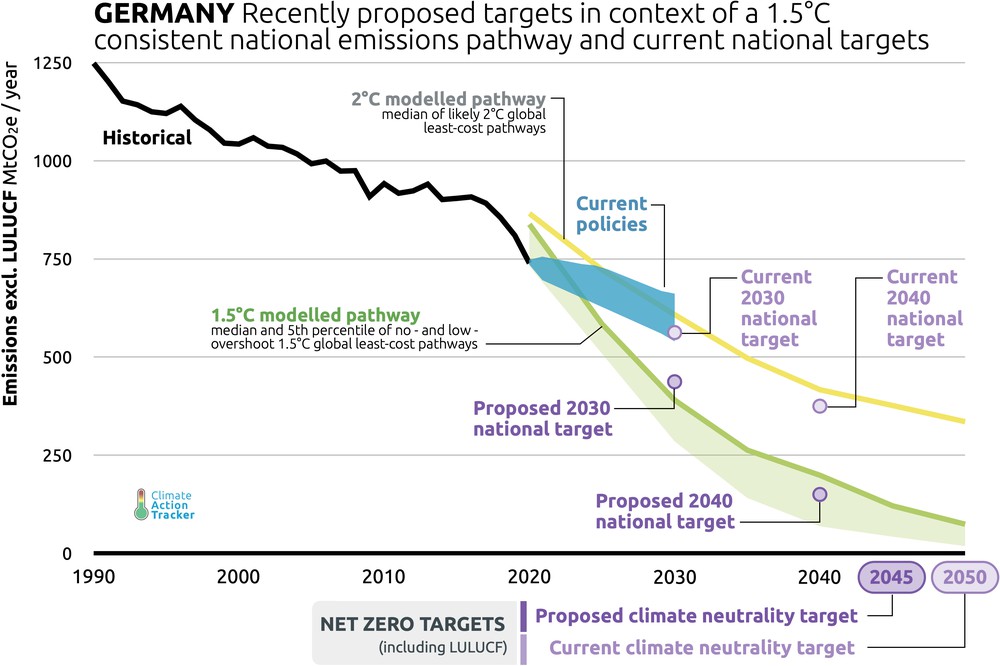 GERMANY Recently proposed targets in context of a 1.5°C
consistent national emissions pathway and current national targets
Emissions excl. LULUCF MtCO₂e / year
1250
1000
750
500
250
0
Historical
2°C modelled pathway
median of likely 2°C global
least-cost pathways
Current
policies
1.5°C modelled pathway
median and 5th percentile of no - and low -
overshoot 1.5°C global least-cost pathways
Current
2030
national
target
Current
2040
national
target
Proposed 2030
national target
Proposed 2040
national target
Climate
Action
Tracker
1990
2000
2010
2020
2030
2040
2045
2050
NET ZERO TARGETS
(including LULUCF)
Proposed climate neutrality target
Current climate neutrality target